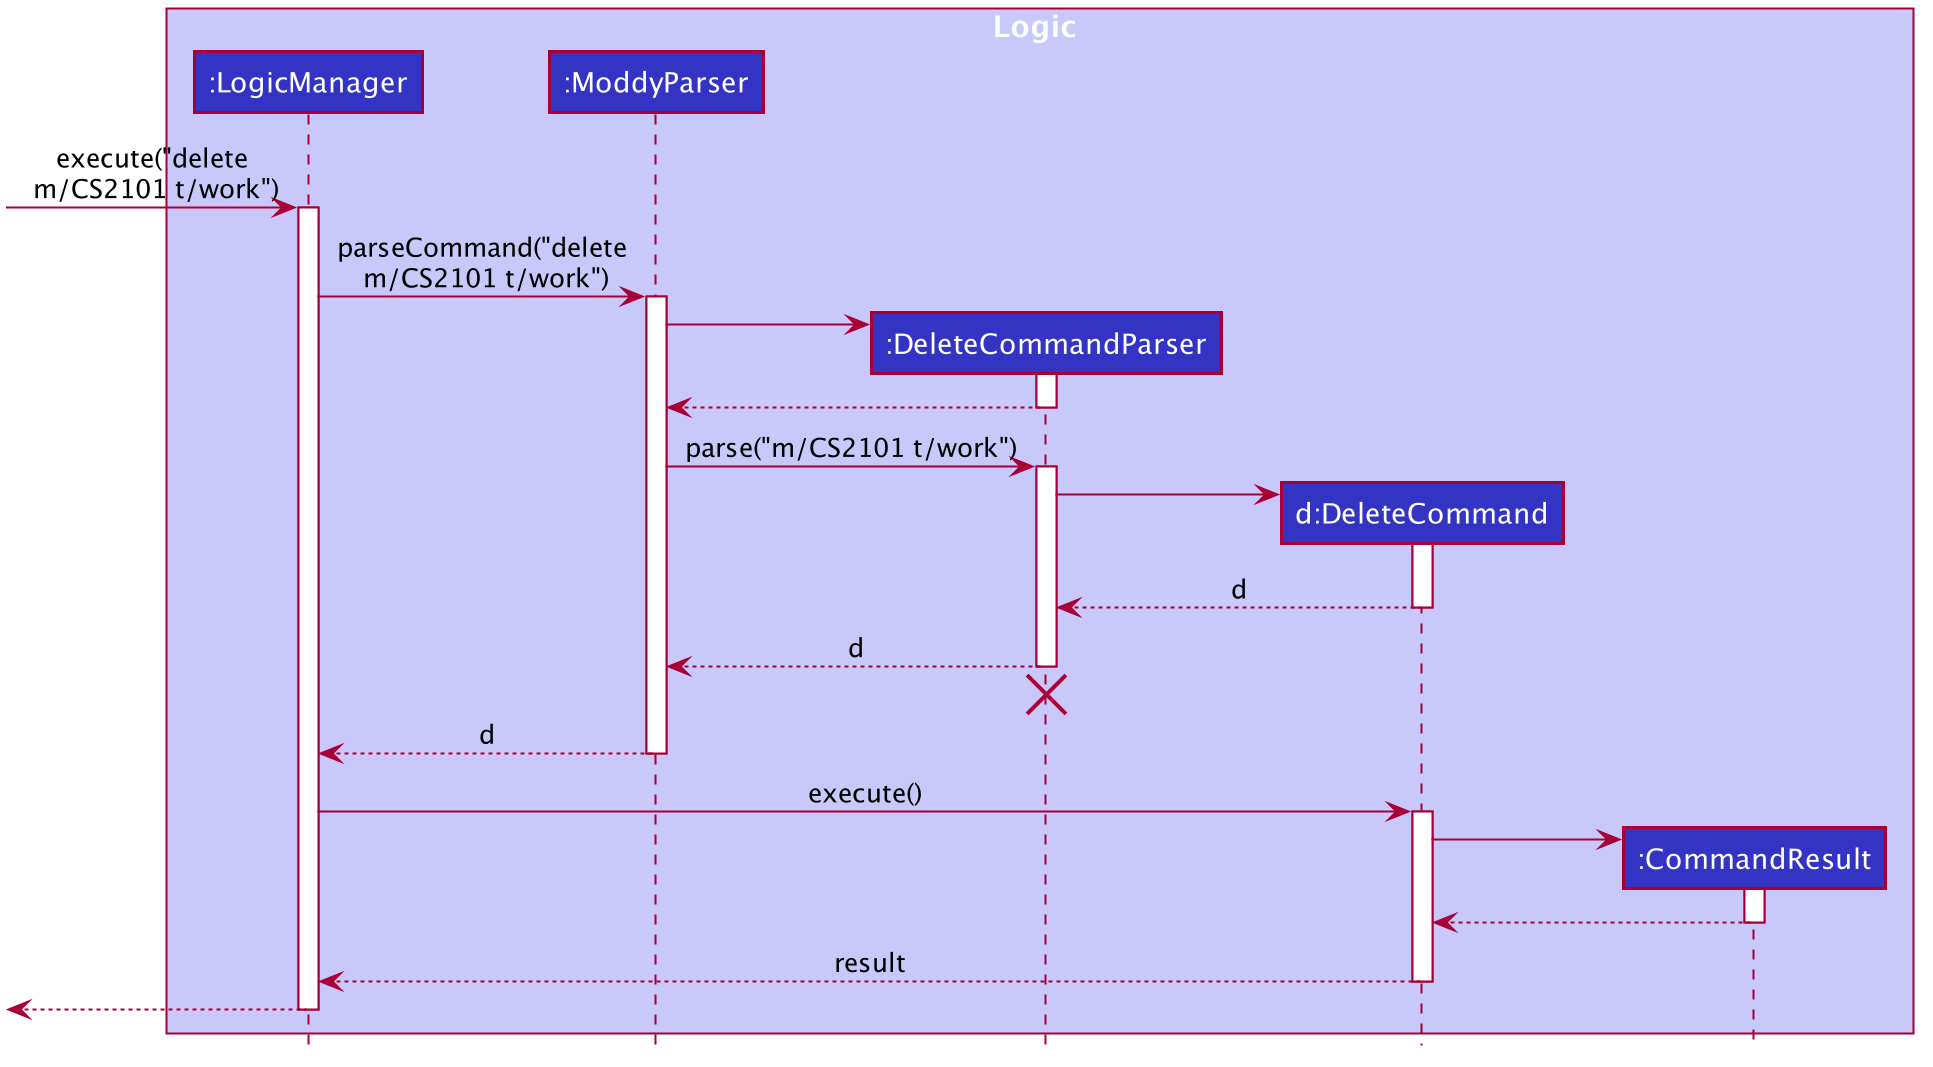 Logic
:LogicManager
:ModdyParser
execute("delete
m/CS2101 t/work")
parseCommand("delete
m/CS2101 t/work")
:DeleteCommandParser
parse("m/CS2101 t/work")
d:DeleteCommand
d
d
d
execute()
:CommandResult
result